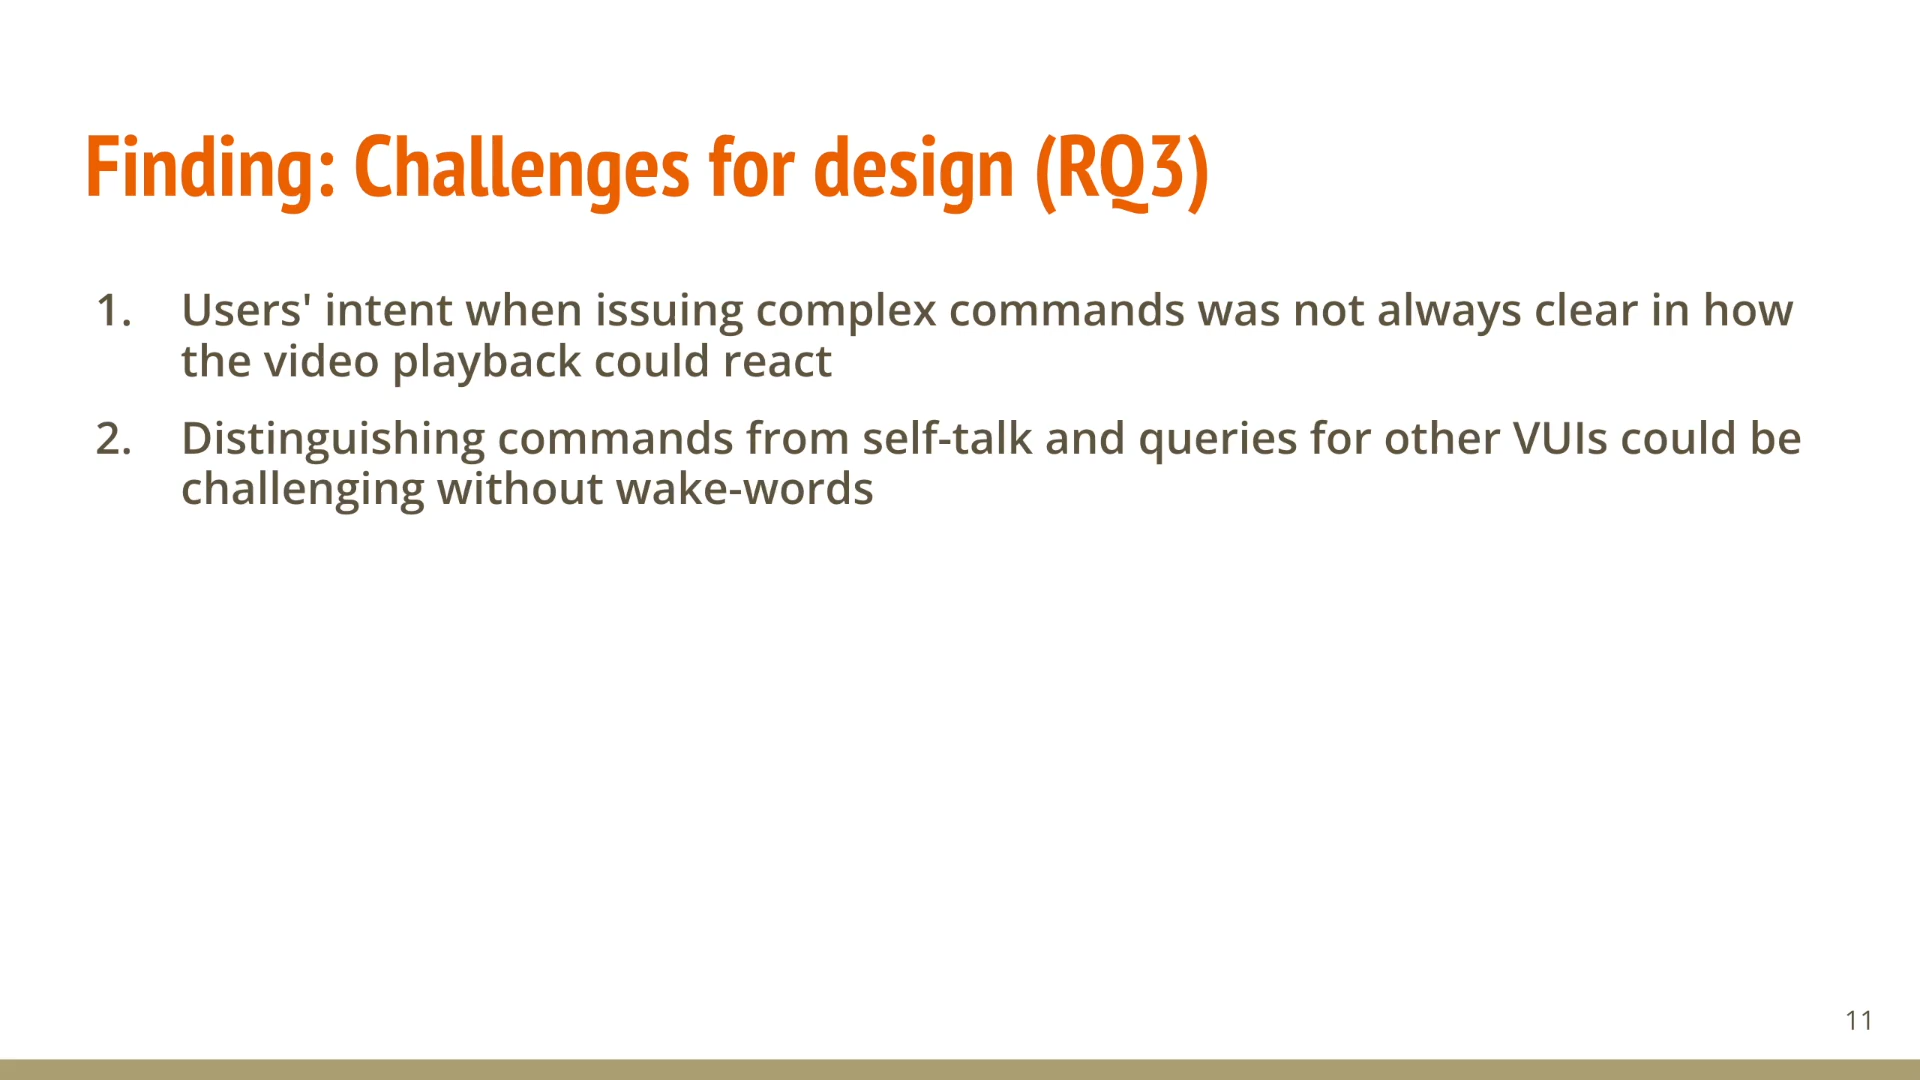 Finding: Challenges for design (RQ3)
1. Users' intent when issuing complex commands was not always clear in how
the video playback could react
2. Distinguishing commands from self-talk and queries for other VUIs could be
challenging without wake-words
11